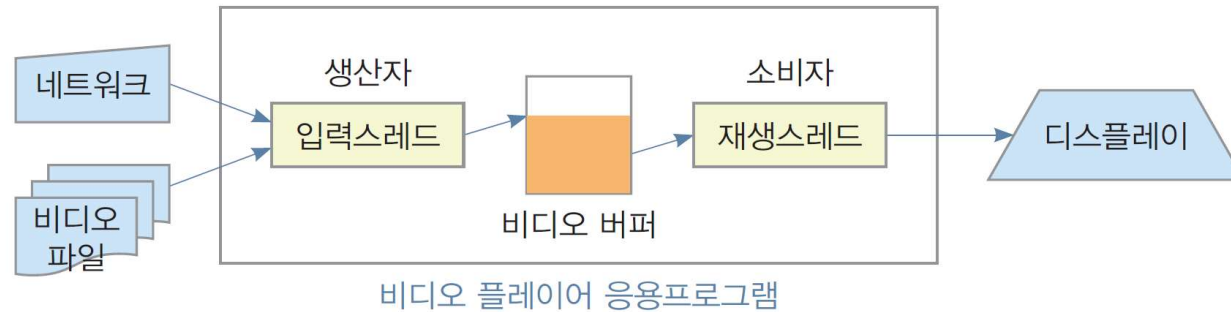 네트워크
비디오
파일
생산자
입력스레드
비디오 버퍼
소비자
재생스레드
디스플레이
비디오 플레이어 응용프로그램